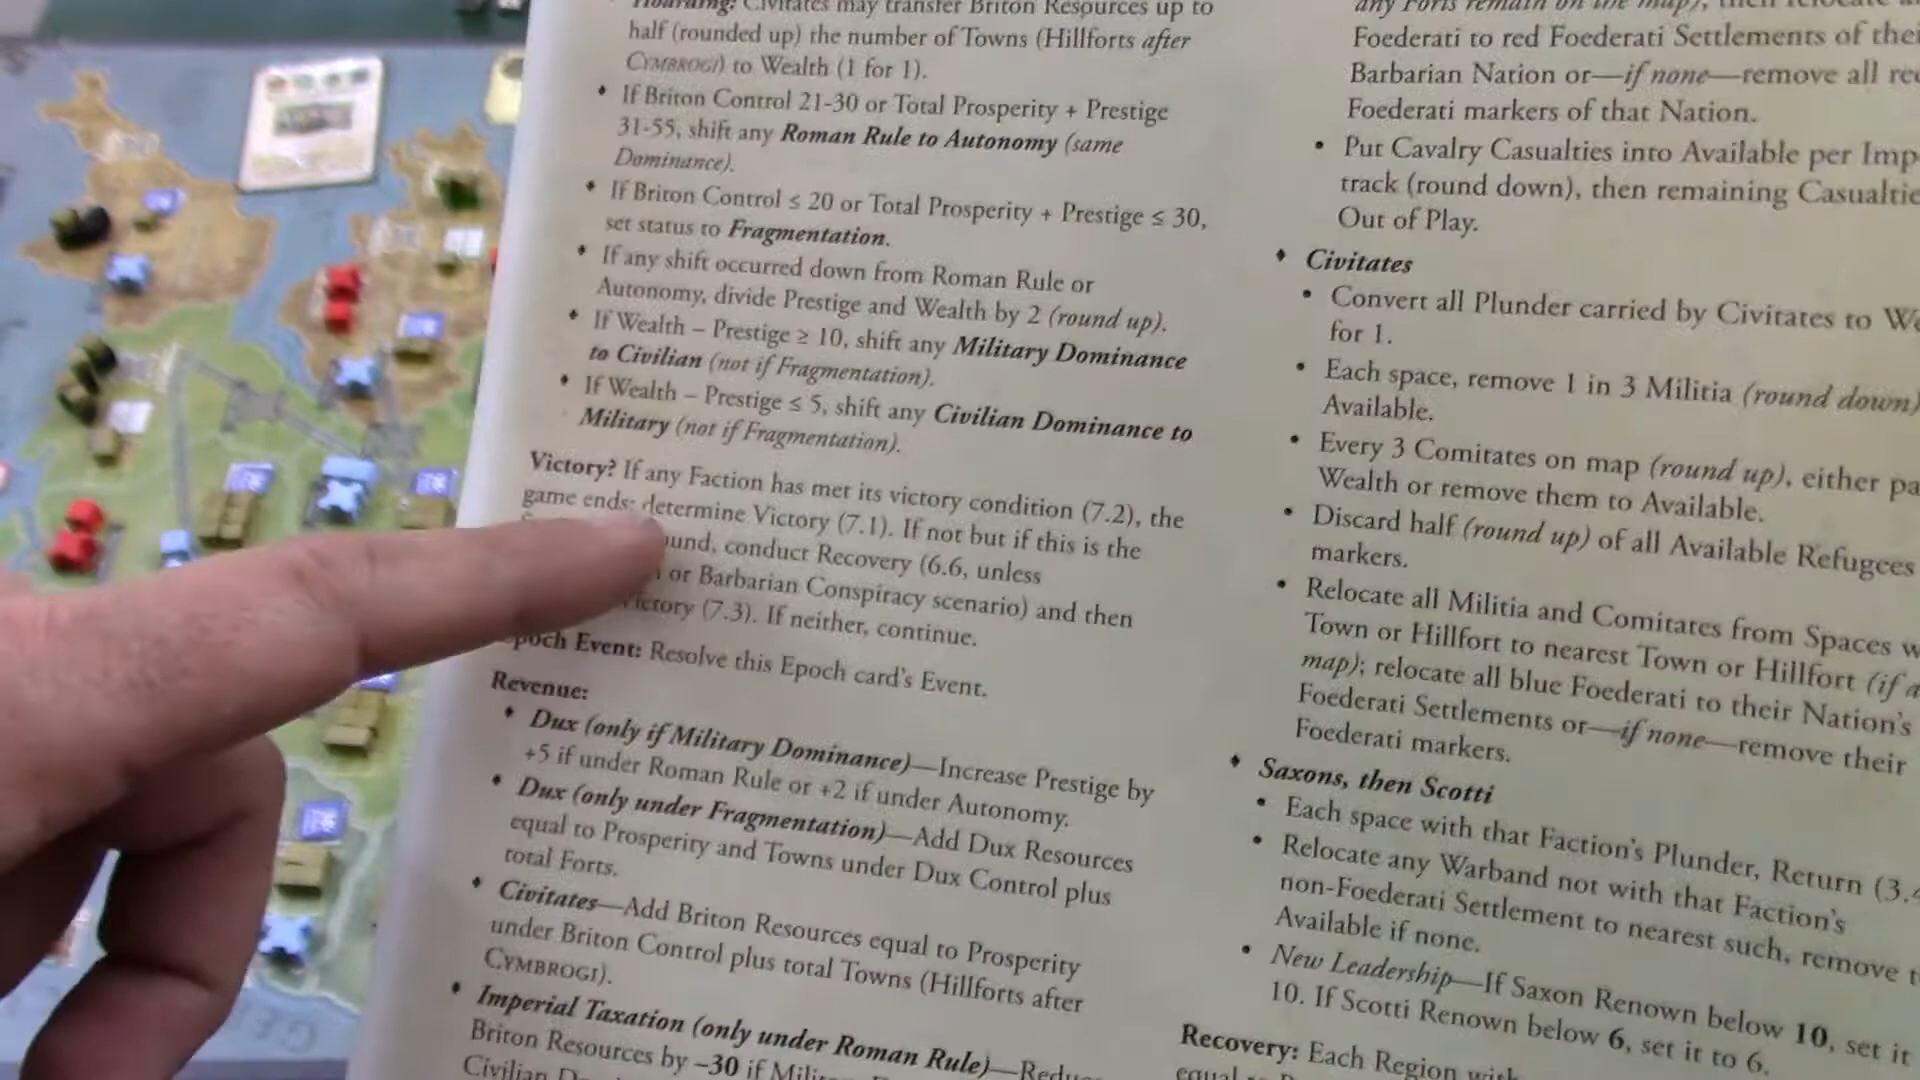 Hoarding: Civitates may transfer Briton Resources up to
half (rounded up) the number of Towns (Hillforts after
CYMBROGI) to Wealth (1 for 1).
♦ If Briton Control 21-30 or Total Prosperity + Prestige
31-55, shift any Roman Rule to Autonomy (same
Dominance).
♦ If Briton Control ≤ 20 or Total Prosperity + Prestige ≤ 30,
set status to Fragmentation.
♦ If any shift occurred down from Roman Rule or
Autonomy, divide Prestige and Wealth by 2 (round up).
♦ If Wealth – Prestige ≥ 10, shift any Military Dominance
to Civilian (not if Fragmentation).
♦ If Wealth – Prestige ≤ 5, shift any Civilian Dominance to
Military (not if Fragmentation).
Victory? If any Faction has met its victory condition (7.2), the
game ends; determine Victory (7.1). If not but if this is the
conduct Recovery (6.6, unless
or Barbarian Conspiracy scenario) and then
(7.3). If neither, continue.
Epoch Event: Resolve this Epoch card's Event.
Revenue:
♦ Dux (only if Military Dominance)—Increase Prestige by
+5 if under Roman Rule or +2 if under Autonomy.
♦ Dux (only under Fragmentation)—Add Dux Resources
equal to Prosperity and Towns under Dux Control plus
total Forts.
♦ Civitates—Add Briton Resources equal to Prosperity
under Briton Control plus total Towns (Hillforts after
CYMBROGI).
♦ Imperial Taxation (only under Roman Rule)—Reduce
Briton Resources by –30 if
any Forts remain on the map), then relocate
Foederati to red Foederati Settlements of
Barbarian Nation or—if none—remove all
Foederati markers of that Nation.
• Put Cavalry Casualties into Available per
track (round down), then remaining
Out of Play.
♦ Civitates
• Convert all Plunder carried by Civitates to
for 1.
• Each space, remove 1 in 3 Militia (round down)
Available.
• Every 3 Comitates on map (round up), either
Wealth or remove them to Available.
• Discard half (round up) of all Available Refugees
markers.
• Relocate all Militia and Comitates from Spaces
Town or Hillfort to nearest Town or Hillfort (if
map); relocate all blue Foederati to their Nation's
Foederati Settlements or—if none—remove their
Foederati markers.
♦ Saxons, then Scotti
• Each space with that Faction's Plunder, Return
• Relocate any Warband not with that Faction's
non-Foederati Settlement to nearest such, remove
Available if none.
• New Leadership—If Saxon Renown below 10, set it
10. If Scotti Renown below 6, set it to 6.
Recovery: Each Region with
equal to